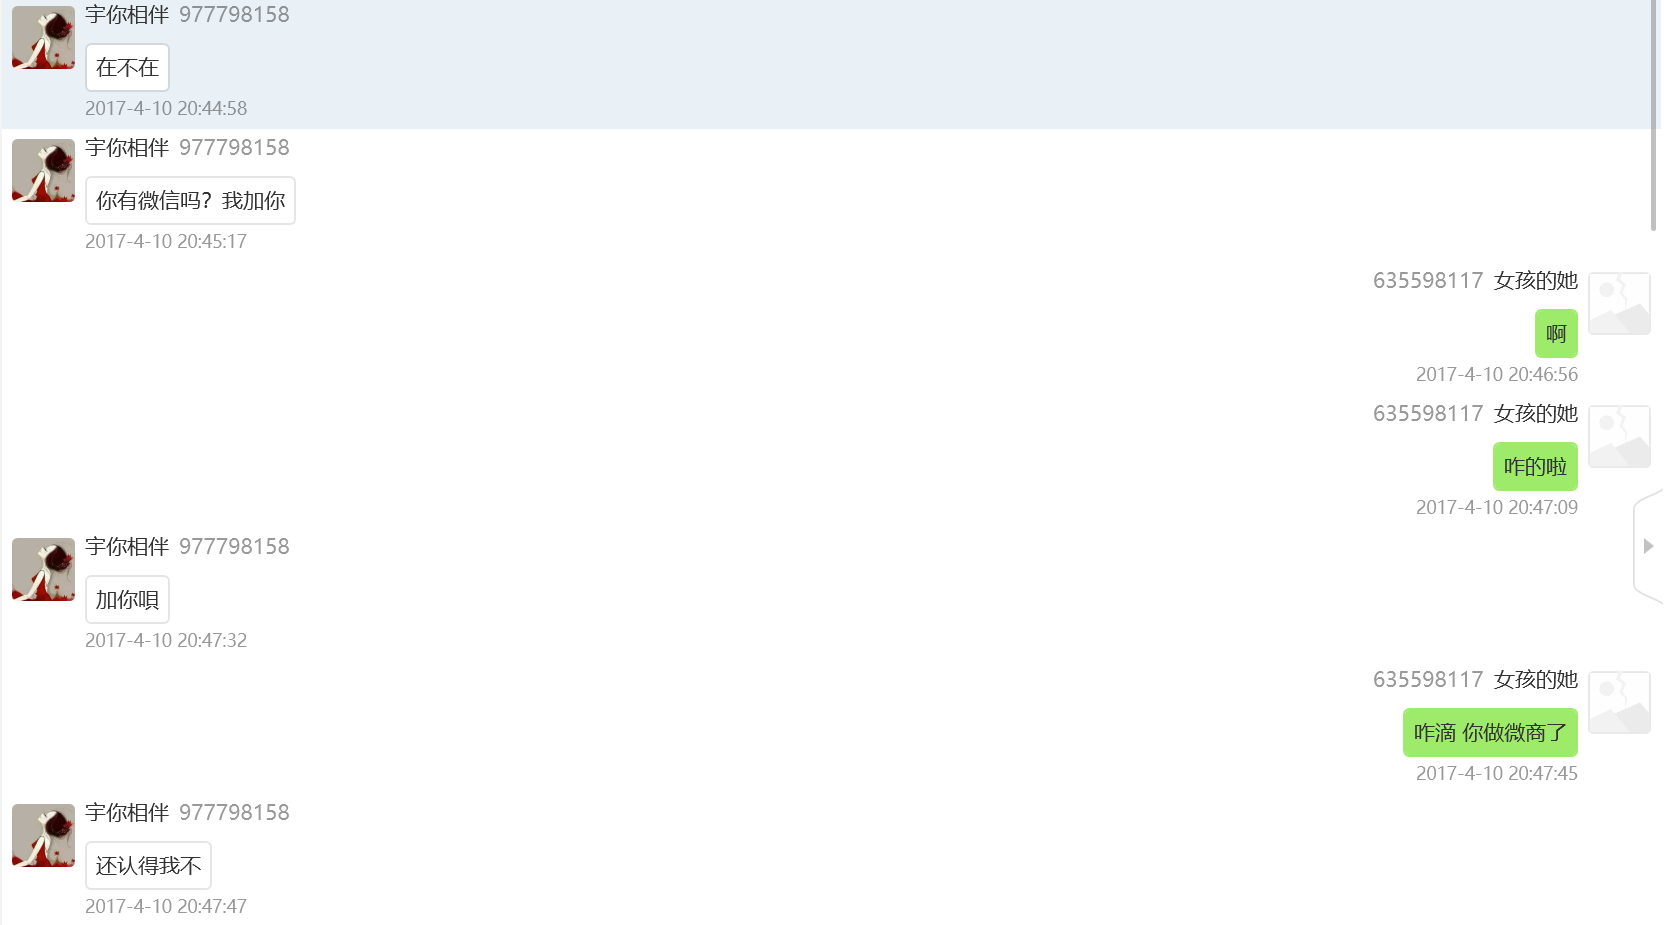 宇你相伴 977798158
在不在
2017-4-10 20:44:58
宇你相伴 977798158
你有微信吗？我加你
2017-4-10 20:45:17
635598117 女孩的她
啊
2017-4-10 20:46:56
635598117 女孩的她
咋的啦
2017-4-10 20:47:09
宇你相伴 977798158
加你唄
2017-4-10 20:47:32
635598117 女孩的她
咋滴 你做微商了
2017-4-10 20:47:45
宇你相伴 977798158
还认得我不
2017-4-10 20:47:47